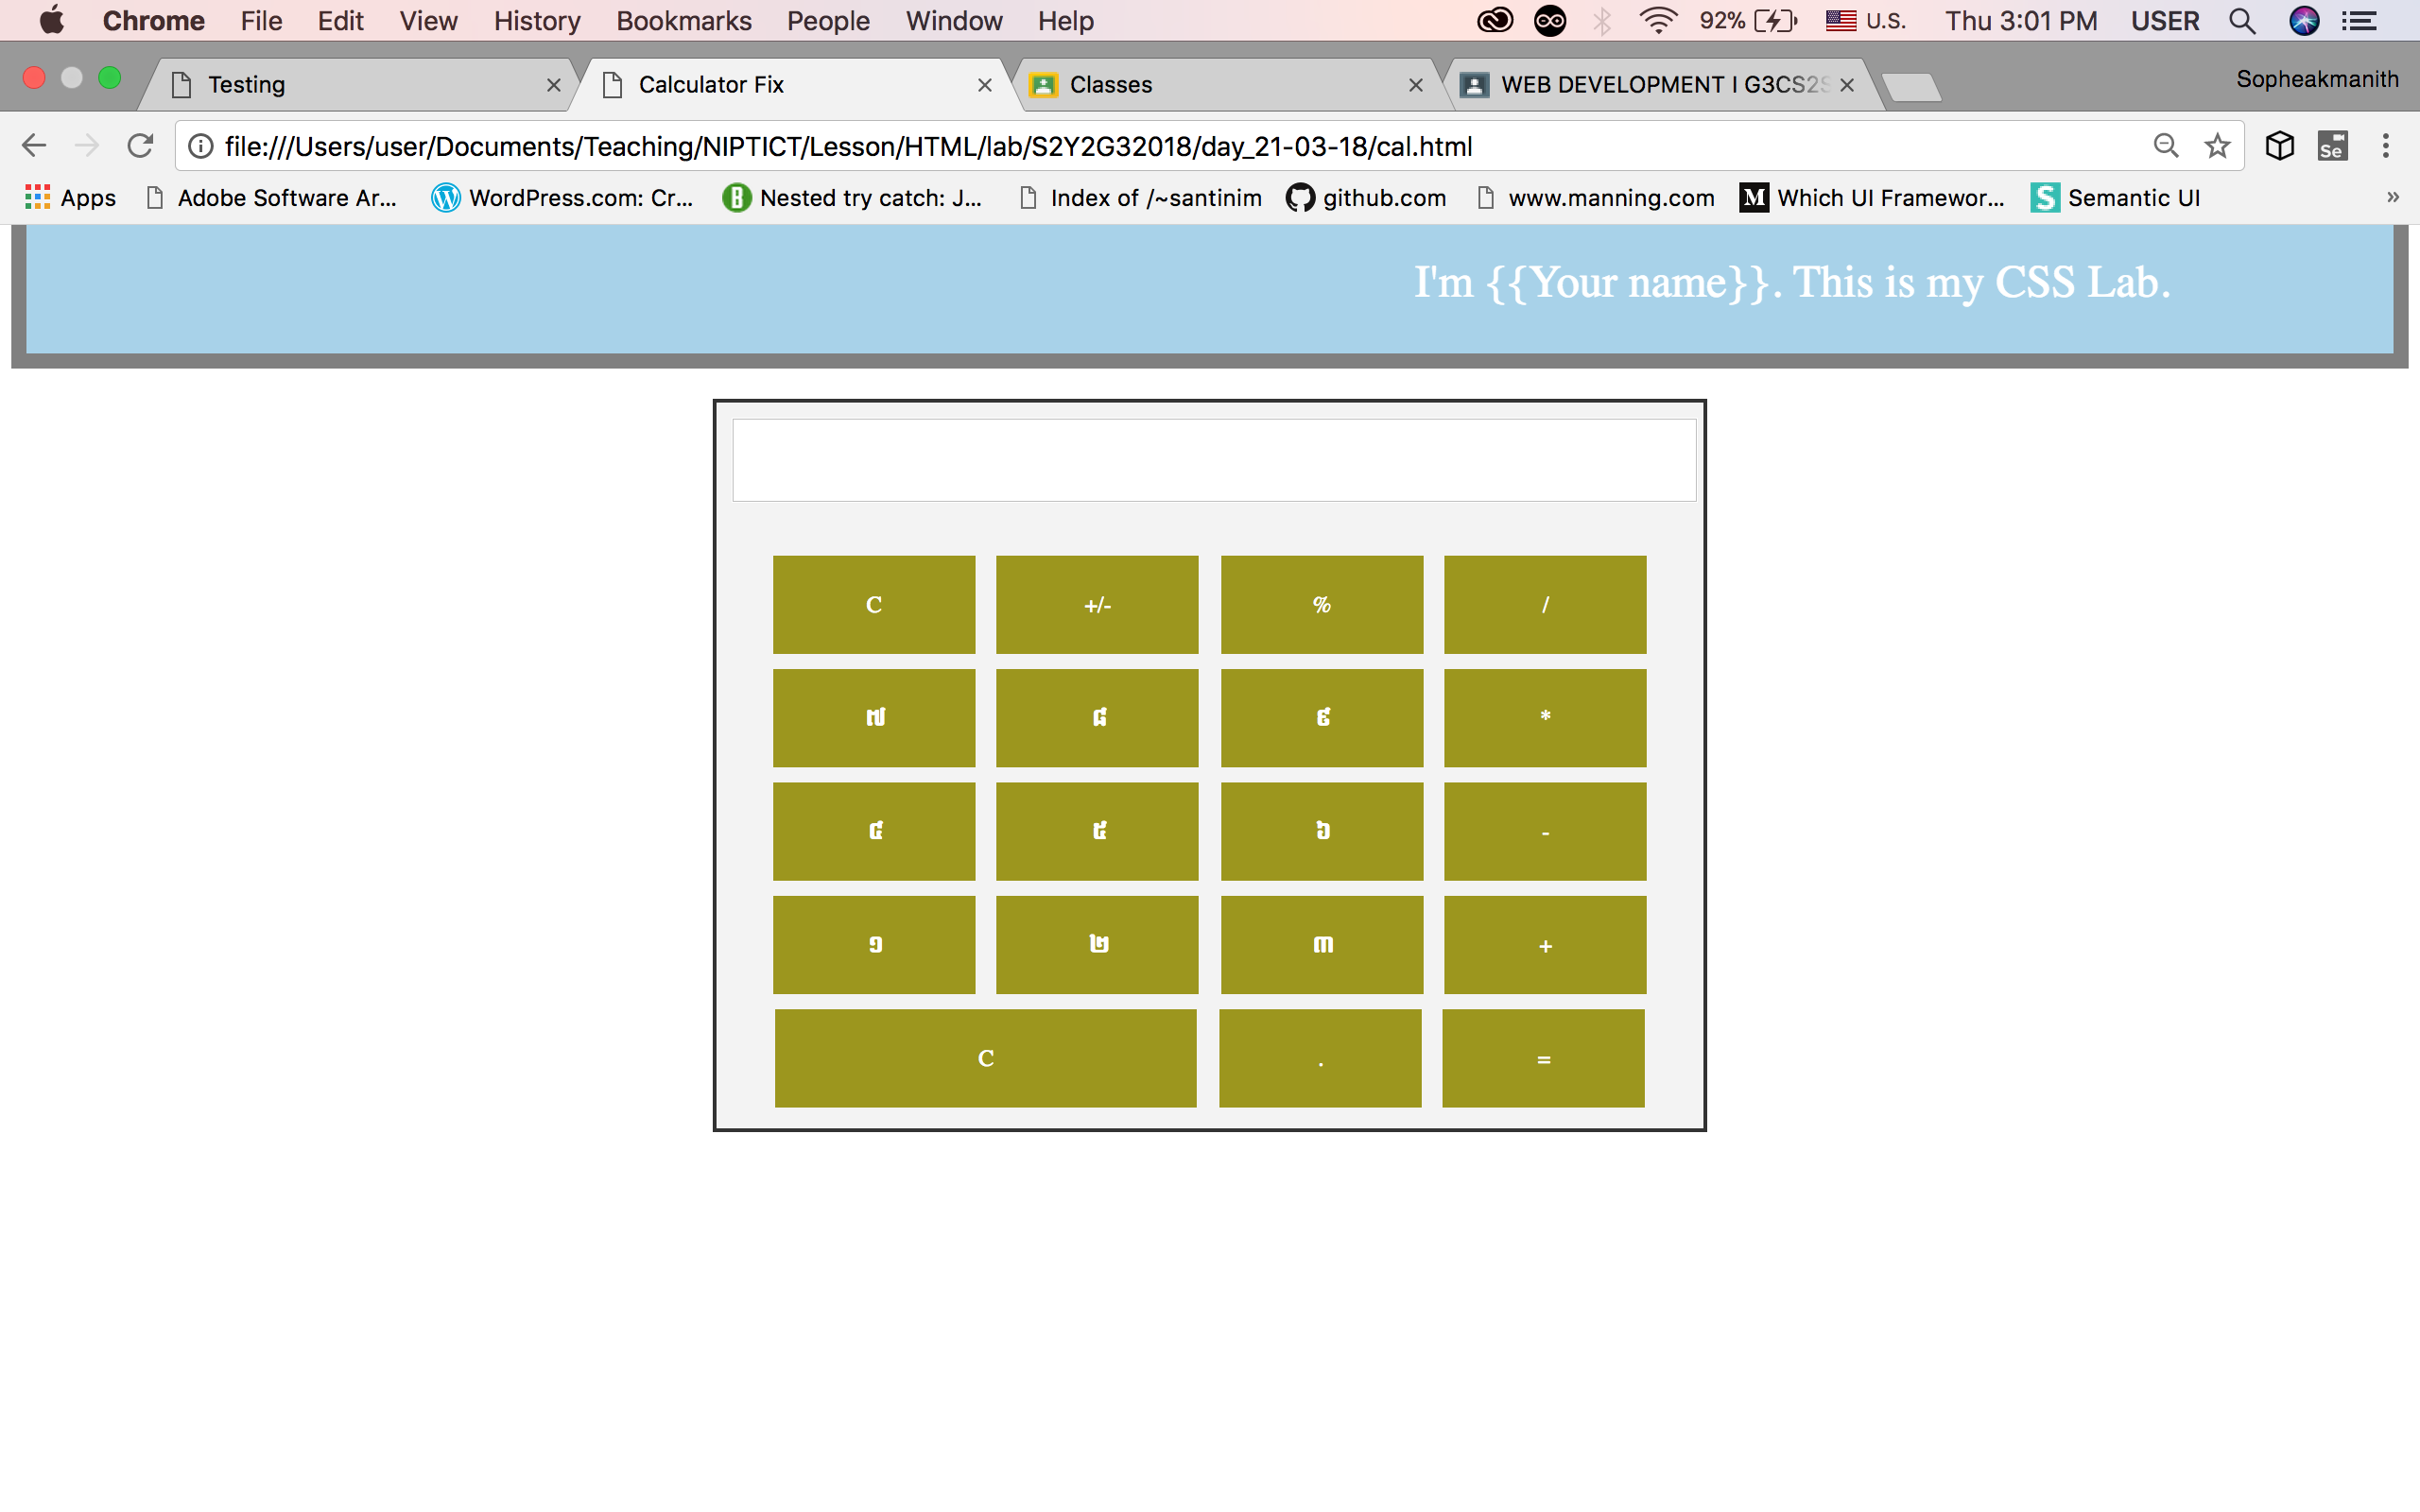 Chrome File Edit View History Bookmarks People Window Help 92% U.S. Thu 3:01 PM USER
Testing Calculator Fix Classes WEB DEVELOPMENT I G3CS2S Sopheakmanith
file:///Users/user/Documents/Teaching/NIPTICT/Lesson/HTML/lab/S2Y2G32018/day_21-03-18/cal.html Se
Apps Adobe Software Ar... WordPress.com: Cr... B Nested try catch: J... Index of /~santinim github.com www.manning.com M Which UI Framewor... S Semantic UI »
I'm {{Your name}}. This is my CSS Lab.
C +/- % /
៧ ៨ ៩ *
៤ ៥ ៦ -
១ ២ ៣ +
C . =